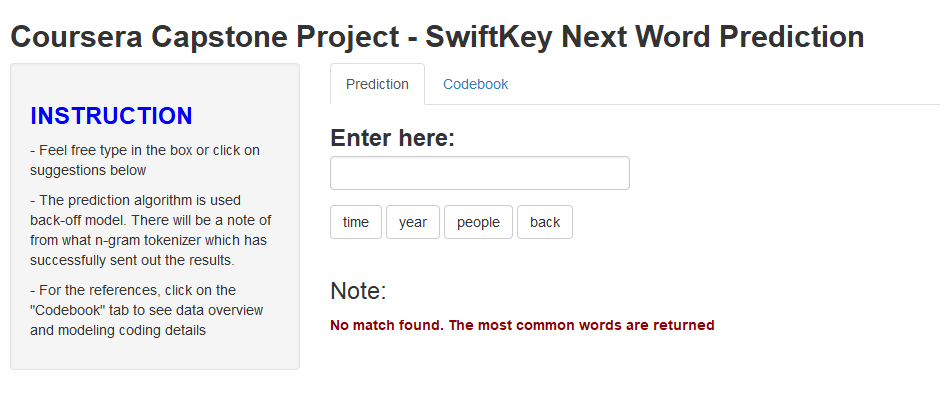 Coursera Capstone Project - SwiftKey Next Word Prediction
INSTRUCTION
- Feel free type in the box or click on
suggestions below
- The prediction algorithm is used
back-off model. There will be a note of
from what n-gram tokenizer which has
successfully sent out the results.
- For the references, click on the
"Codebook" tab to see data overview
and modeling coding details
Prediction Codebook
Enter here:
time year people back
Note:
No match found. The most common words are returned